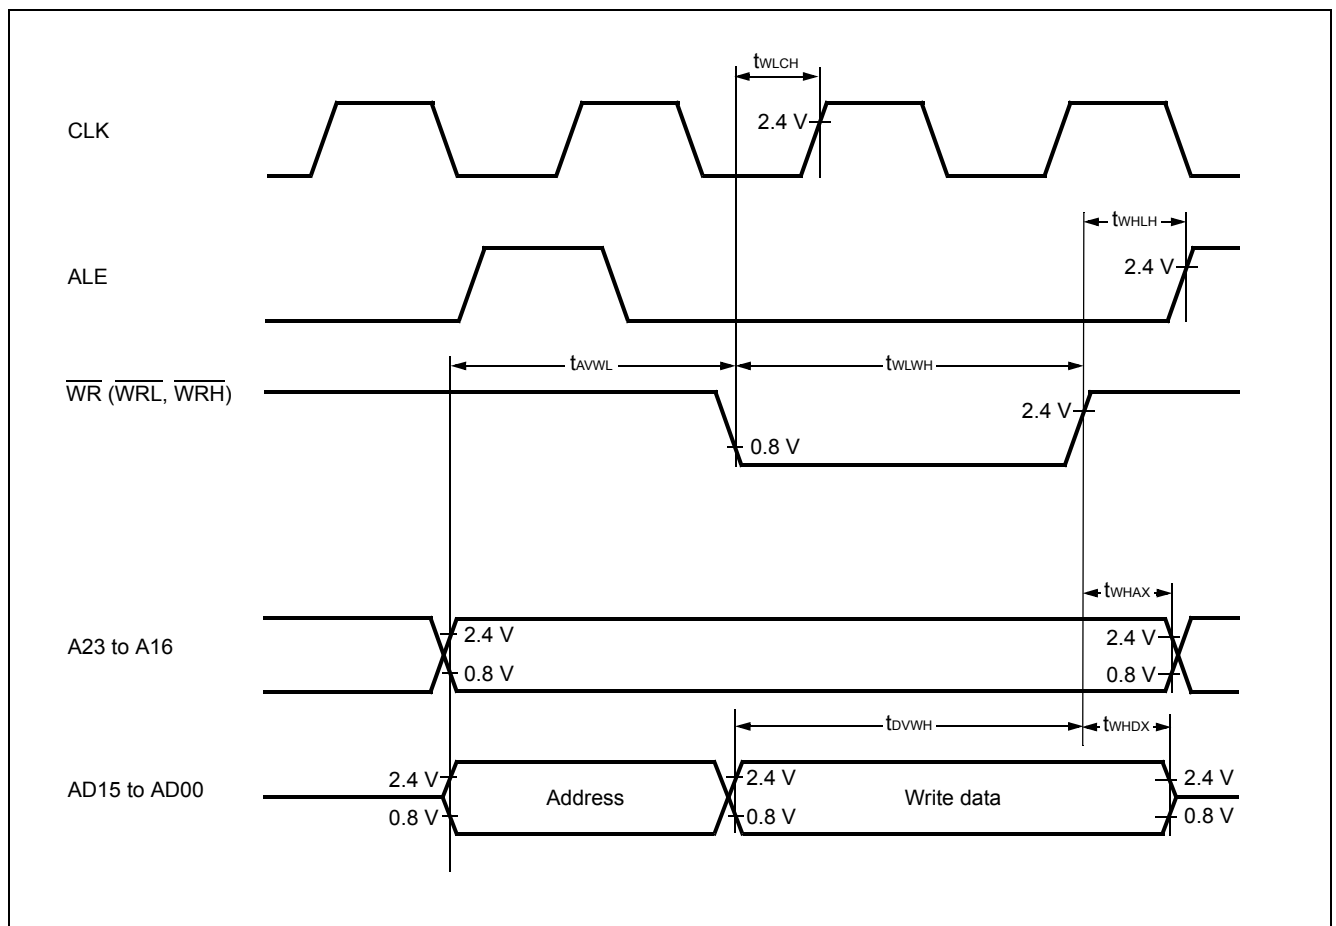 tWLCH
CLK
2.4 V
tWHLH
ALE
2.4 V
tAVWL
tWLWH
WR (WRL, WRH)
2.4 V
0.8 V
tWHAX
A23 to A16
2.4 V
2.4 V
0.8 V
0.8 V
tDVWH
tWHDX
AD15 to AD00
2.4 V
2.4 V
2.4 V
Address
Write data
0.8 V
0.8 V
0.8 V